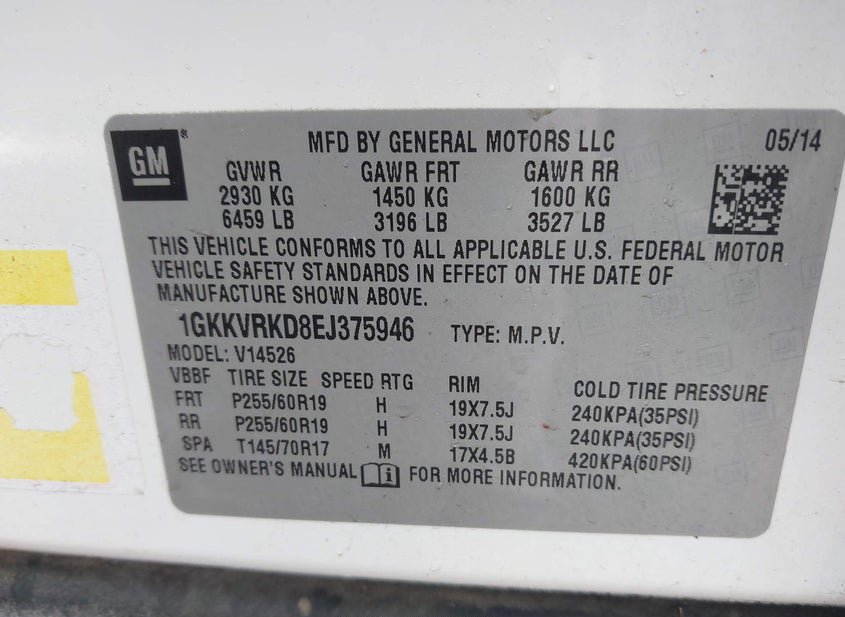 GM®
MFD BY GENERAL MOTORS LLC 05/14
GVWR GAWR FRT GAWR RR
2930 KG 1450 KG 1600 KG
6459 LB 3196 LB 3527 LB
THIS VEHICLE CONFORMS TO ALL APPLICABLE U.S. FEDERAL MOTOR
VEHICLE SAFETY STANDARDS IN EFFECT ON THE DATE OF
MANUFACTURE SHOWN ABOVE.
1GKKVRKD8EJ375946 TYPE: M.P.V.
MODEL: V14526
VBBF TIRE SIZE SPEED RTG RIM COLD TIRE PRESSURE
FRT P255/60R19 H 19X7.5J 240KPA(35PSI)
RR P255/60R19 H 19X7.5J 240KPA(35PSI)
SPA T145/70R17 M 17X4.5B 420KPA(60PSI)
SEE OWNER'S MANUAL i FOR MORE INFORMATION.